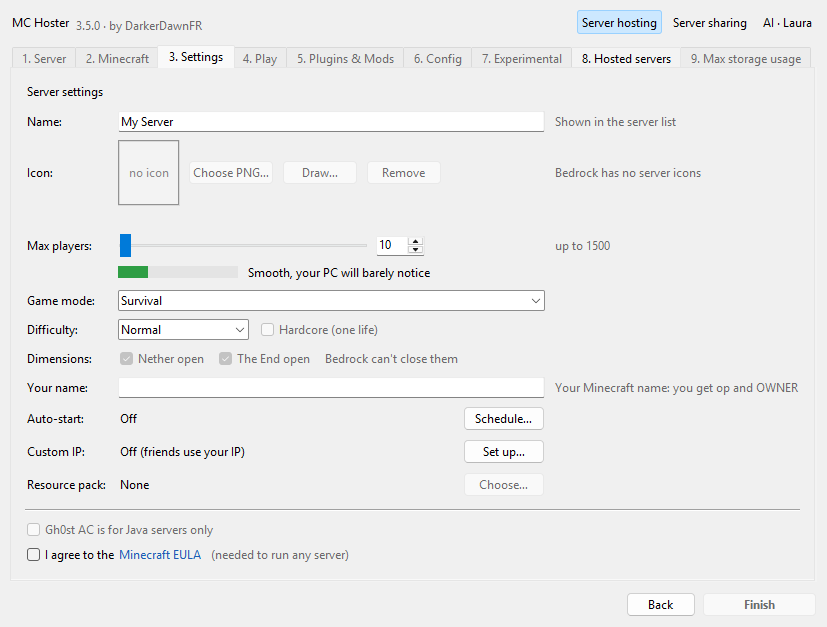 MC Hoster 3.5.0 · by DarkerDawnFR Server hosting Server sharing AI · Laura
1. Server 2. Minecraft 3. Settings 4. Play 5. Plugins & Mods 6. Config 7. Experimental 8. Hosted servers 9. Max storage usage
Server settings
Name: My Server Shown in the server list
Icon: no icon Choose PNG... Draw... Remove Bedrock has no server icons
Max players: 10 up to 1500
Smooth, your PC will barely notice
Game mode: Survival
Difficulty: Normal Hardcore (one life)
Dimensions: Nether open The End open Bedrock can't close them
Your name: Your Minecraft name: you get op and OWNER
Auto-start: Off Schedule...
Custom IP: Off (friends use your IP) Set up...
Resource pack: None Choose...
Gh0st AC is for Java servers only
I agree to the Minecraft EULA (needed to run any server)
Back Finish